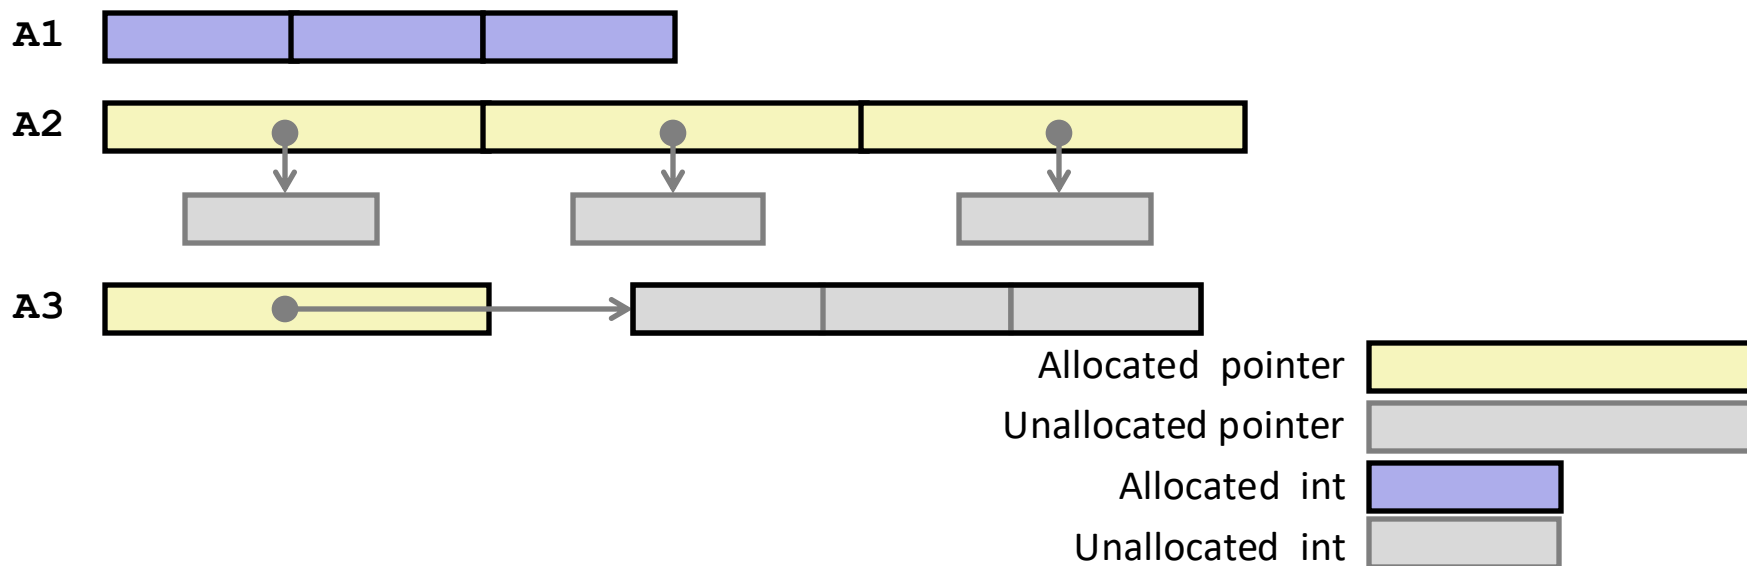 A1
A2
A3
Allocated pointer
Unallocated pointer
Allocated int
Unallocated int